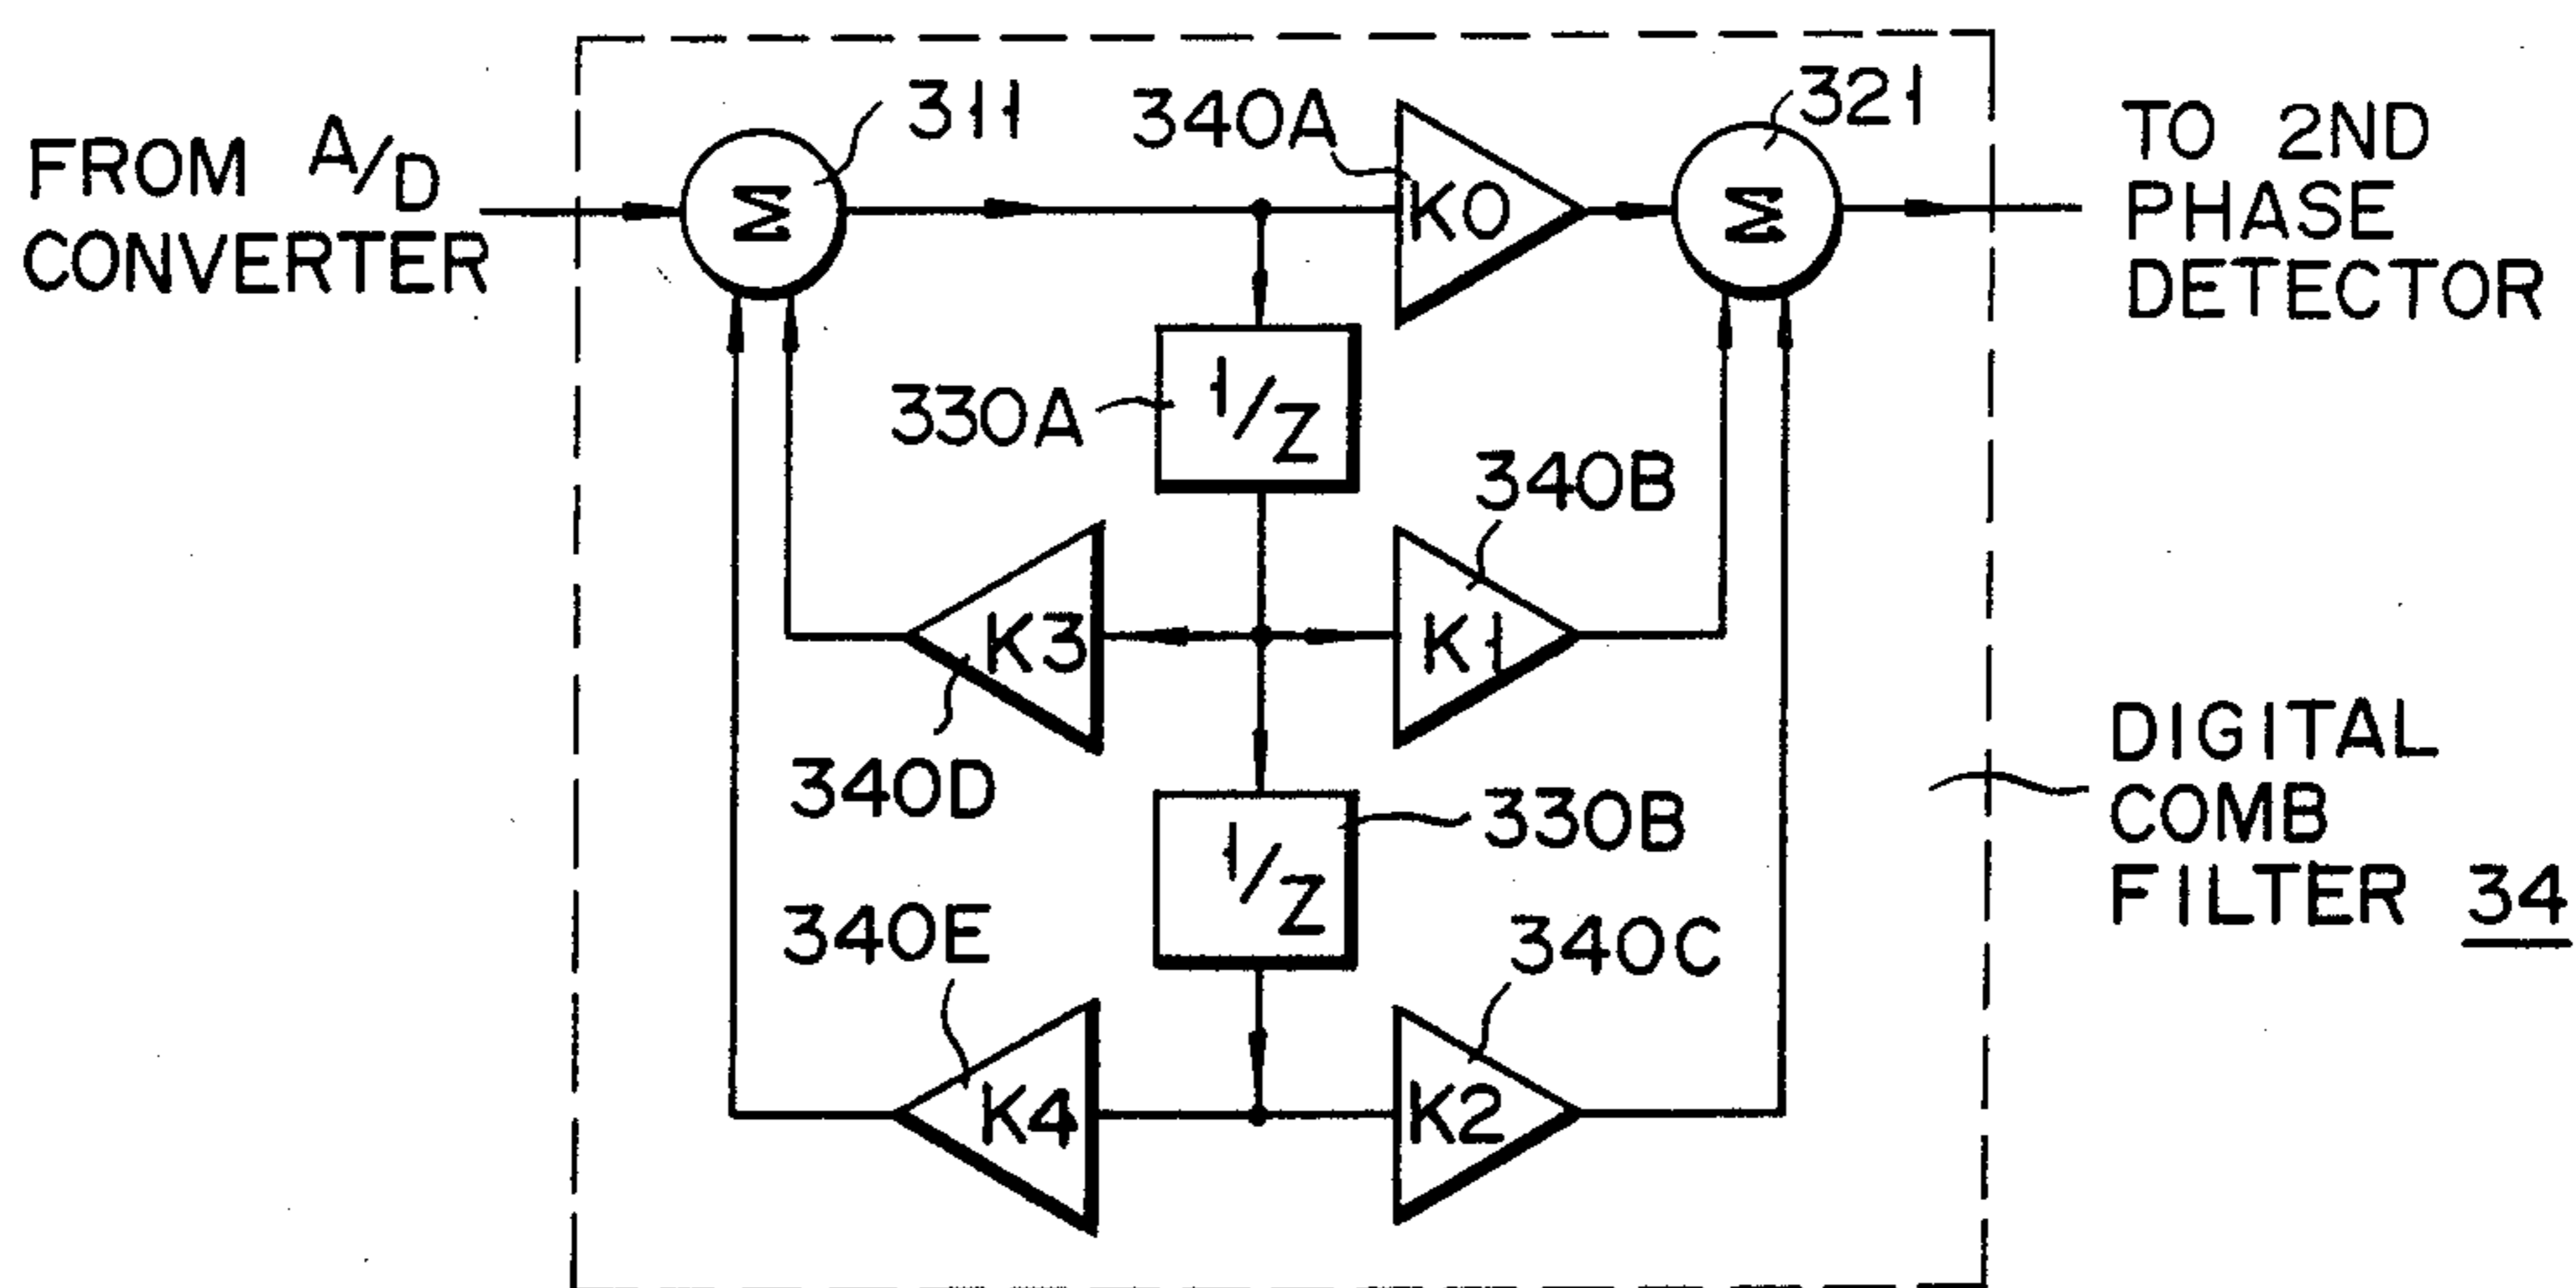 FROM A/D
CONVERTER
311
340A
321
TO 2ND
PHASE
DETECTOR
Σ
K0
Σ
330A
1/Z
340B
K3
K1
340D
1/Z
330B
DIGITAL
COMB
FILTER 34
340E
340C
K4
K2